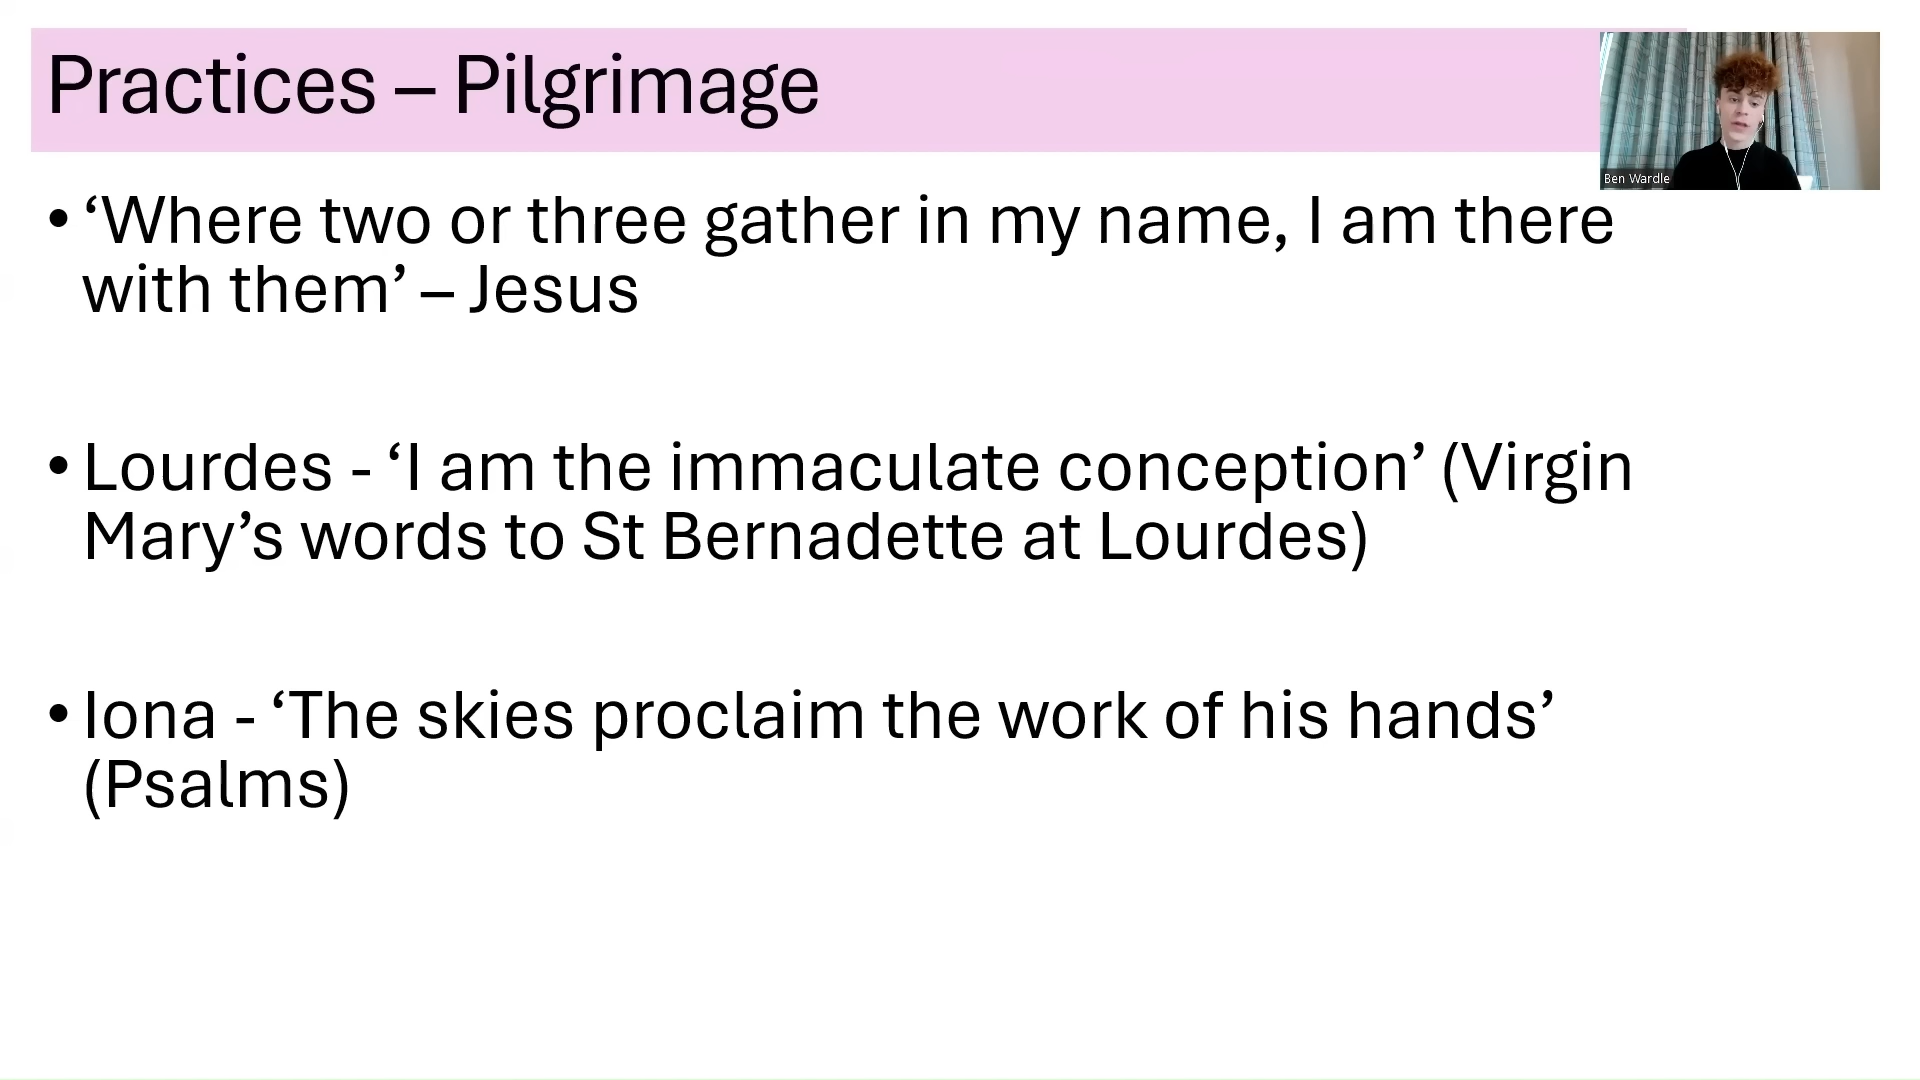 Practices – Pilgrimage
Ben Wardle
• ‘Where two or three gather in my name, I am there
with them’ – Jesus
• Lourdes - ‘I am the immaculate conception’ (Virgin
Mary’s words to St Bernadette at Lourdes)
• Iona - ‘The skies proclaim the work of his hands’
(Psalms)